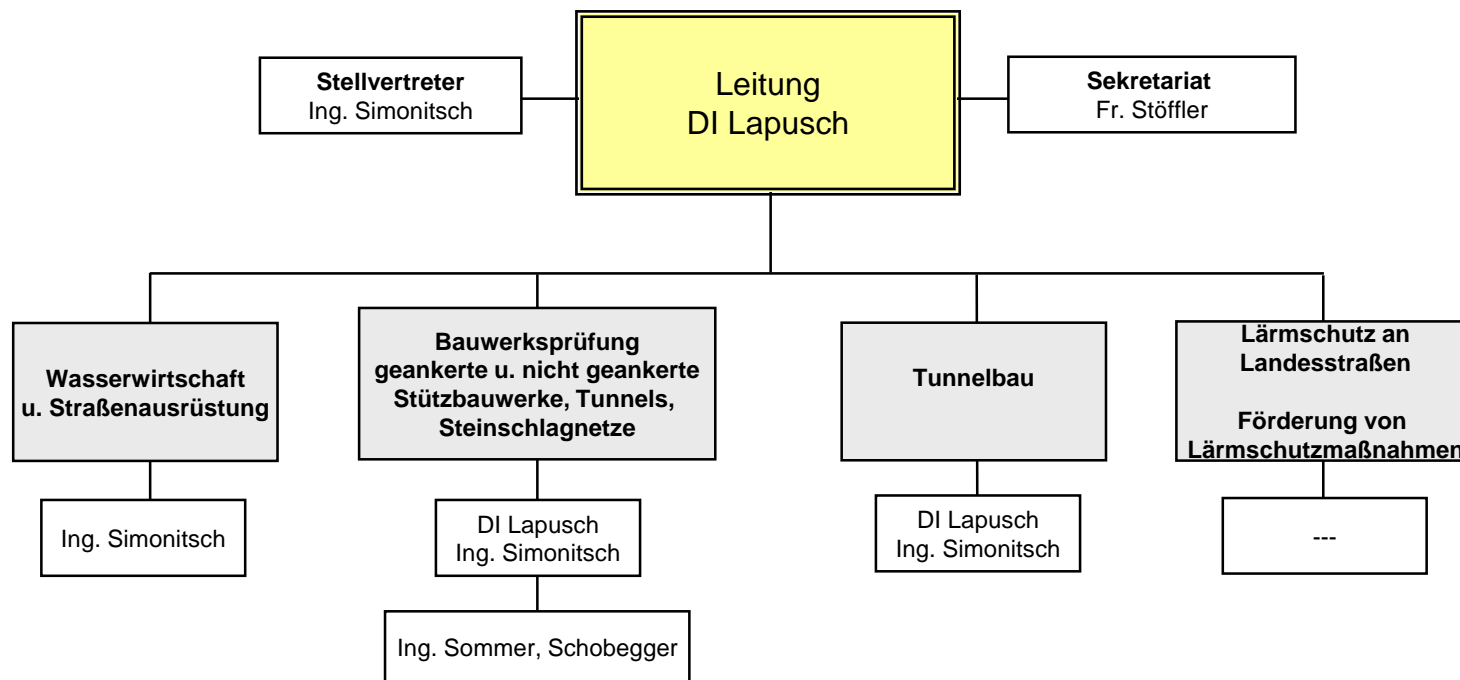 Leitung
DI Lapusch
Stellvertreter
Ing. Simonitsch
Sekretariat
Fr. Stöffler
Wasserwirtschaft
u. Straßenausrüstung
Ing. Simonitsch
Bauwerksprüfung
geankerte u. nicht geankerte
Stützbauwerke, Tunnels,
Steinschlagnetze
DI Lapusch
Ing. Simonitsch
Ing. Sommer, Schobegger
Tunnelbau
DI Lapusch
Ing. Simonitsch
Lärmschutz an
Landesstraßen
Förderung von
Lärmschutzmaßnahmen
---